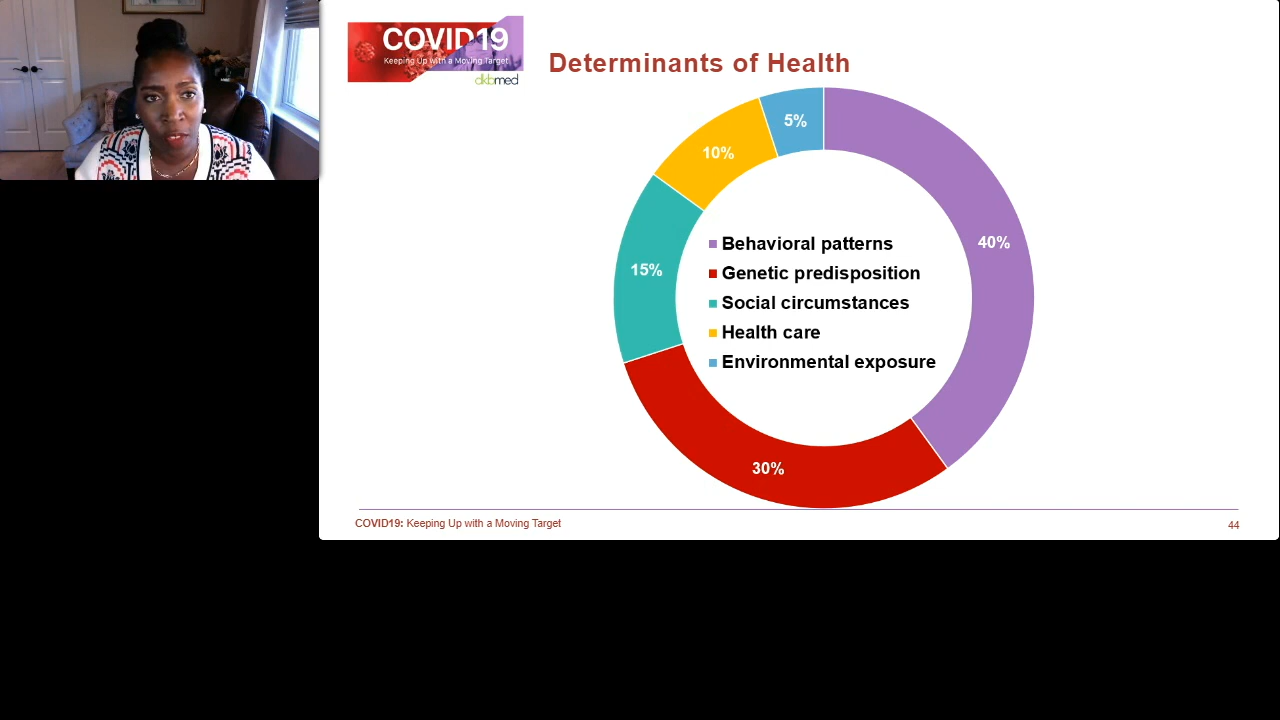 COVID19
Keeping Up with a Moving Target
dkbmed
Determinants of Health
5%
10%
40%
15%
30%
Behavioral patterns
Genetic predisposition
Social circumstances
Health care
Environmental exposure
COVID19: Keeping Up with a Moving Target
44